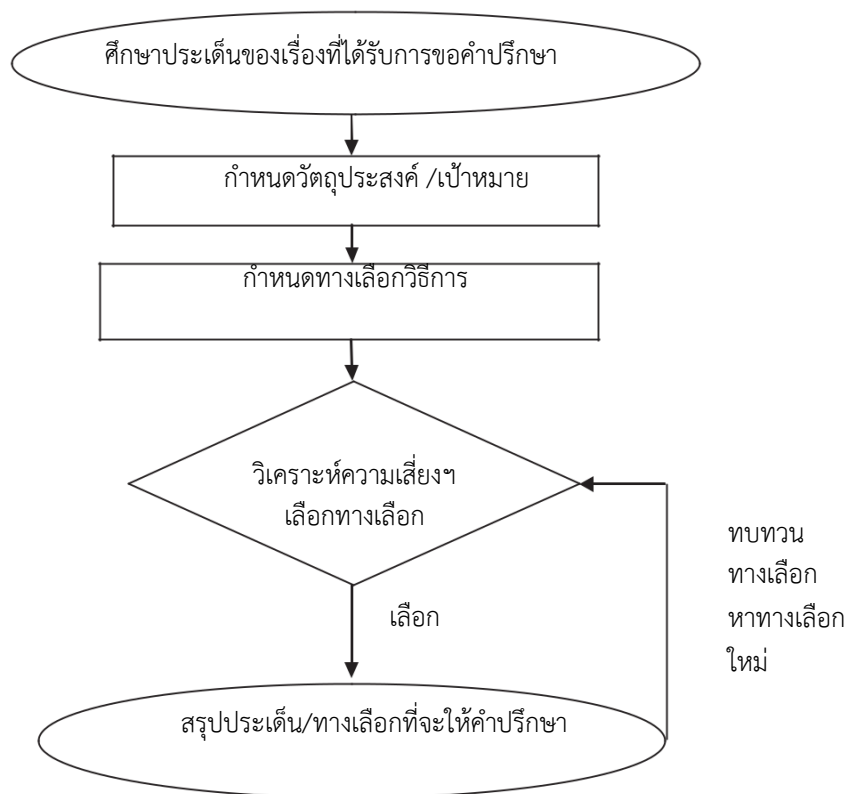 ศึกษาประเด็นของเรื่องที่ได้รับการขอคำปรึกษา
กำหนดวัตถุประสงค์ /เป้าหมาย
กำหนดทางเลือกวิธีการ
วิเคราะห์ความเสี่ยงฯ
เลือกทางเลือก
ทบทวน
ทางเลือก
หาทางเลือก
ใหม่
เลือก
สรุปประเด็น/ทางเลือกที่จะให้คำปรึกษา